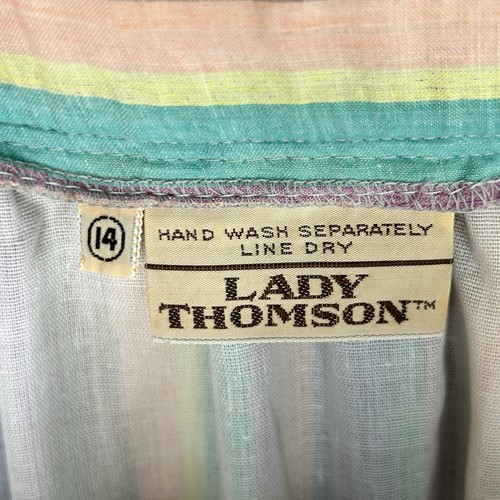 14
HAND WASH SEPARATELY
LINE DRY
LADY
THOMSON™